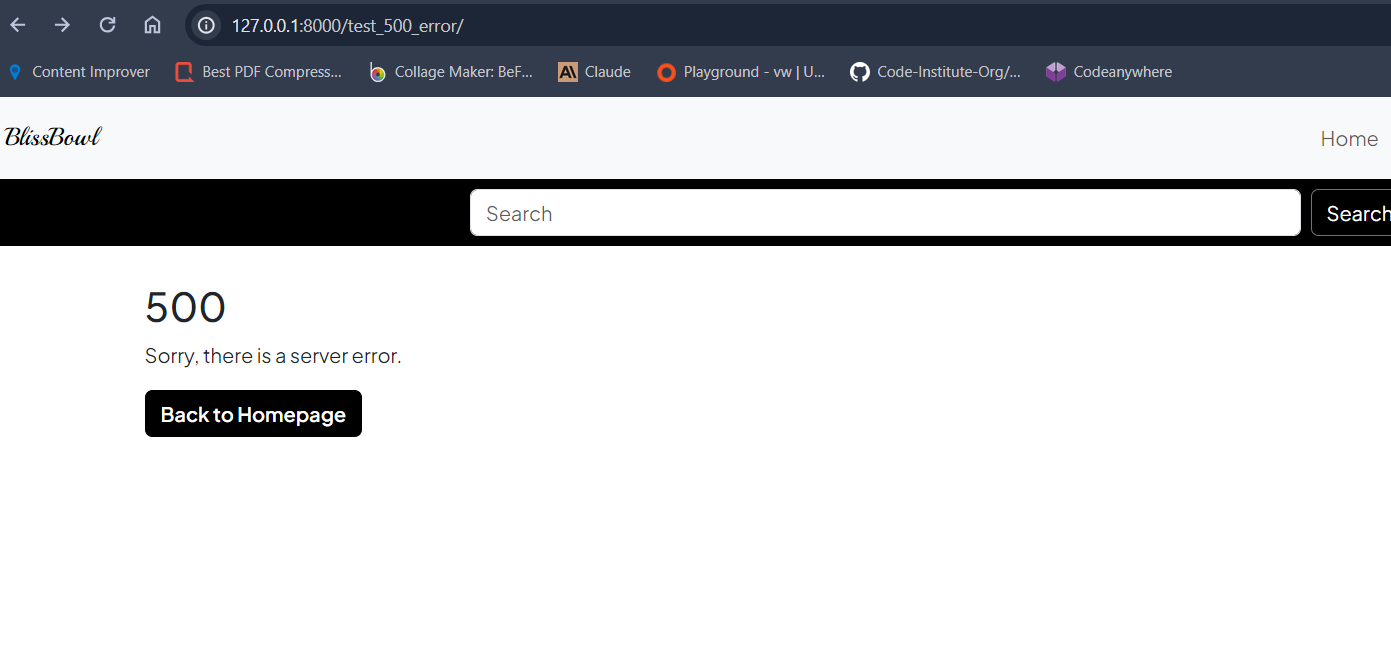 127.0.0.1:8000/test_500_error/
Content Improver Best PDF Compress... Collage Maker: BeF... Claude Playground - vw | U... Code-Institute-Org/... Codeanywhere
BlissBowl Home
Search Search
500
Sorry, there is a server error.
Back to Homepage